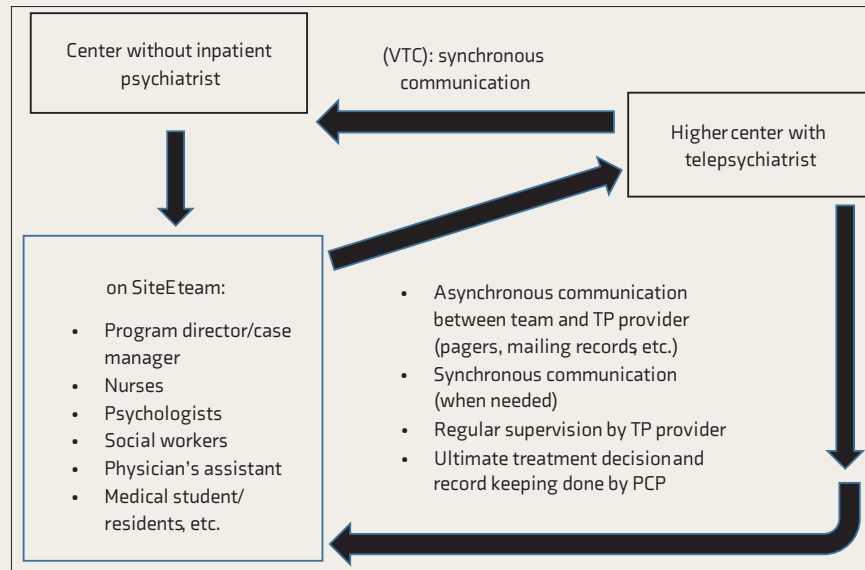 Center without inpatient
psychiatrist
(VTC): synchronous
communication
Higher center with
telepsychiatrist
on SiteEteam:
• Program director/case
manager
• Nurses
• Psychologists
• Social workers
• Physician's assistant
• Medical student/
residents, etc.
• Asynchronous communication
between team and TP provider
(pagers, mailing records, etc.)
• Synchronous communication
(when needed)
• Regular supervision by TP provider
• Ultimate treatment decision and
record keeping done by PCP